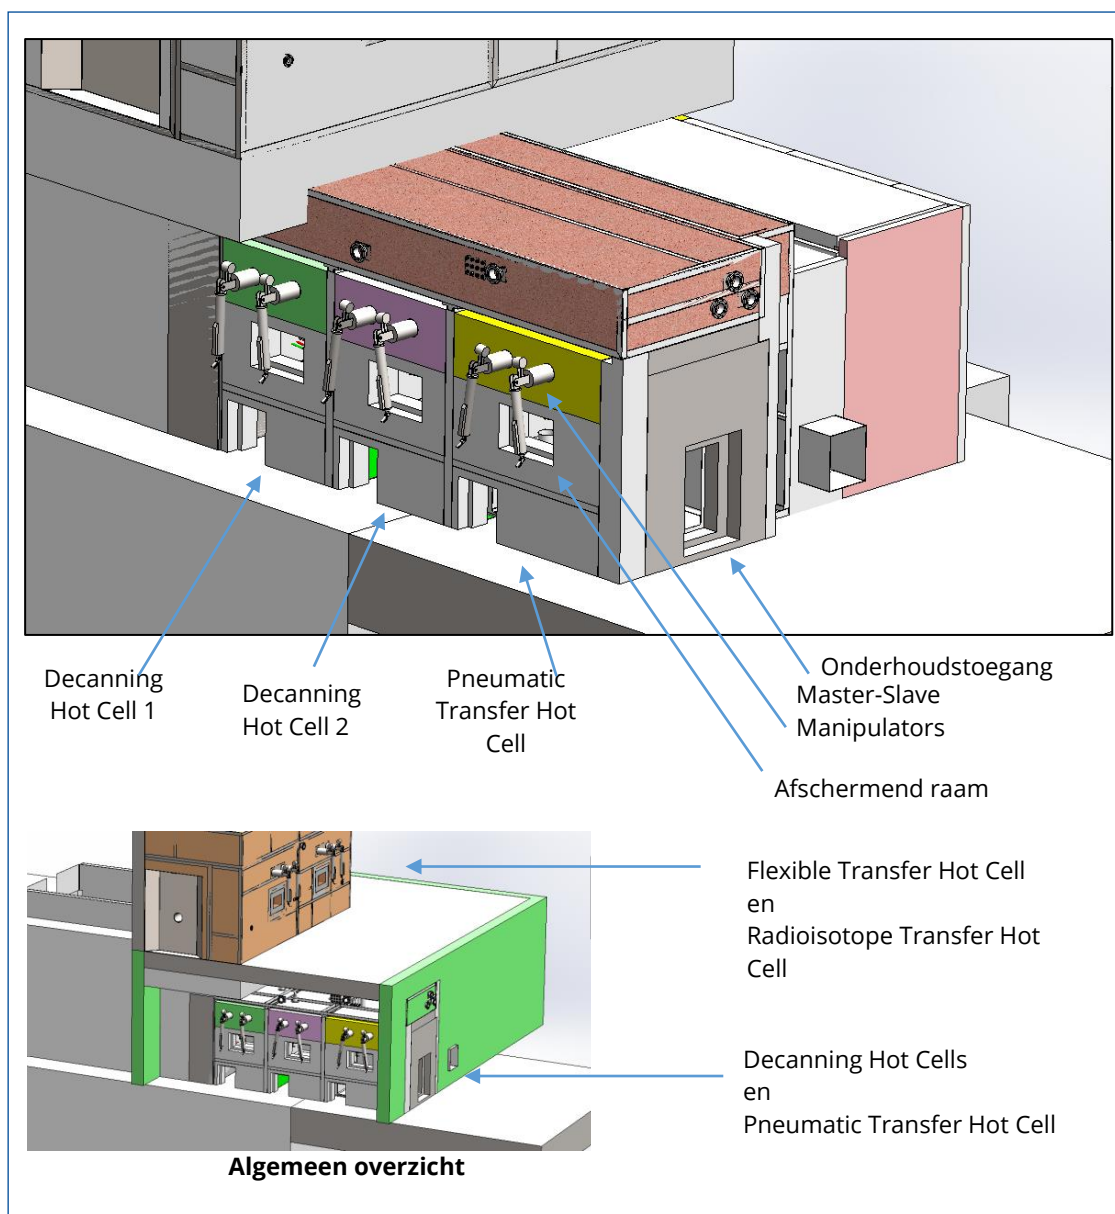 Decanning
Hot Cell 1
Decanning
Hot Cell 2
Pneumatic
Transfer Hot
Cell
Onderhoudstoegang
Master-Slave
Manipulators
Afschermend raam
Flexible Transfer Hot Cell
en
Radioisotope Transfer Hot
Cell
Decanning Hot Cells
en
Pneumatic Transfer Hot Cell
Algemeen overzicht